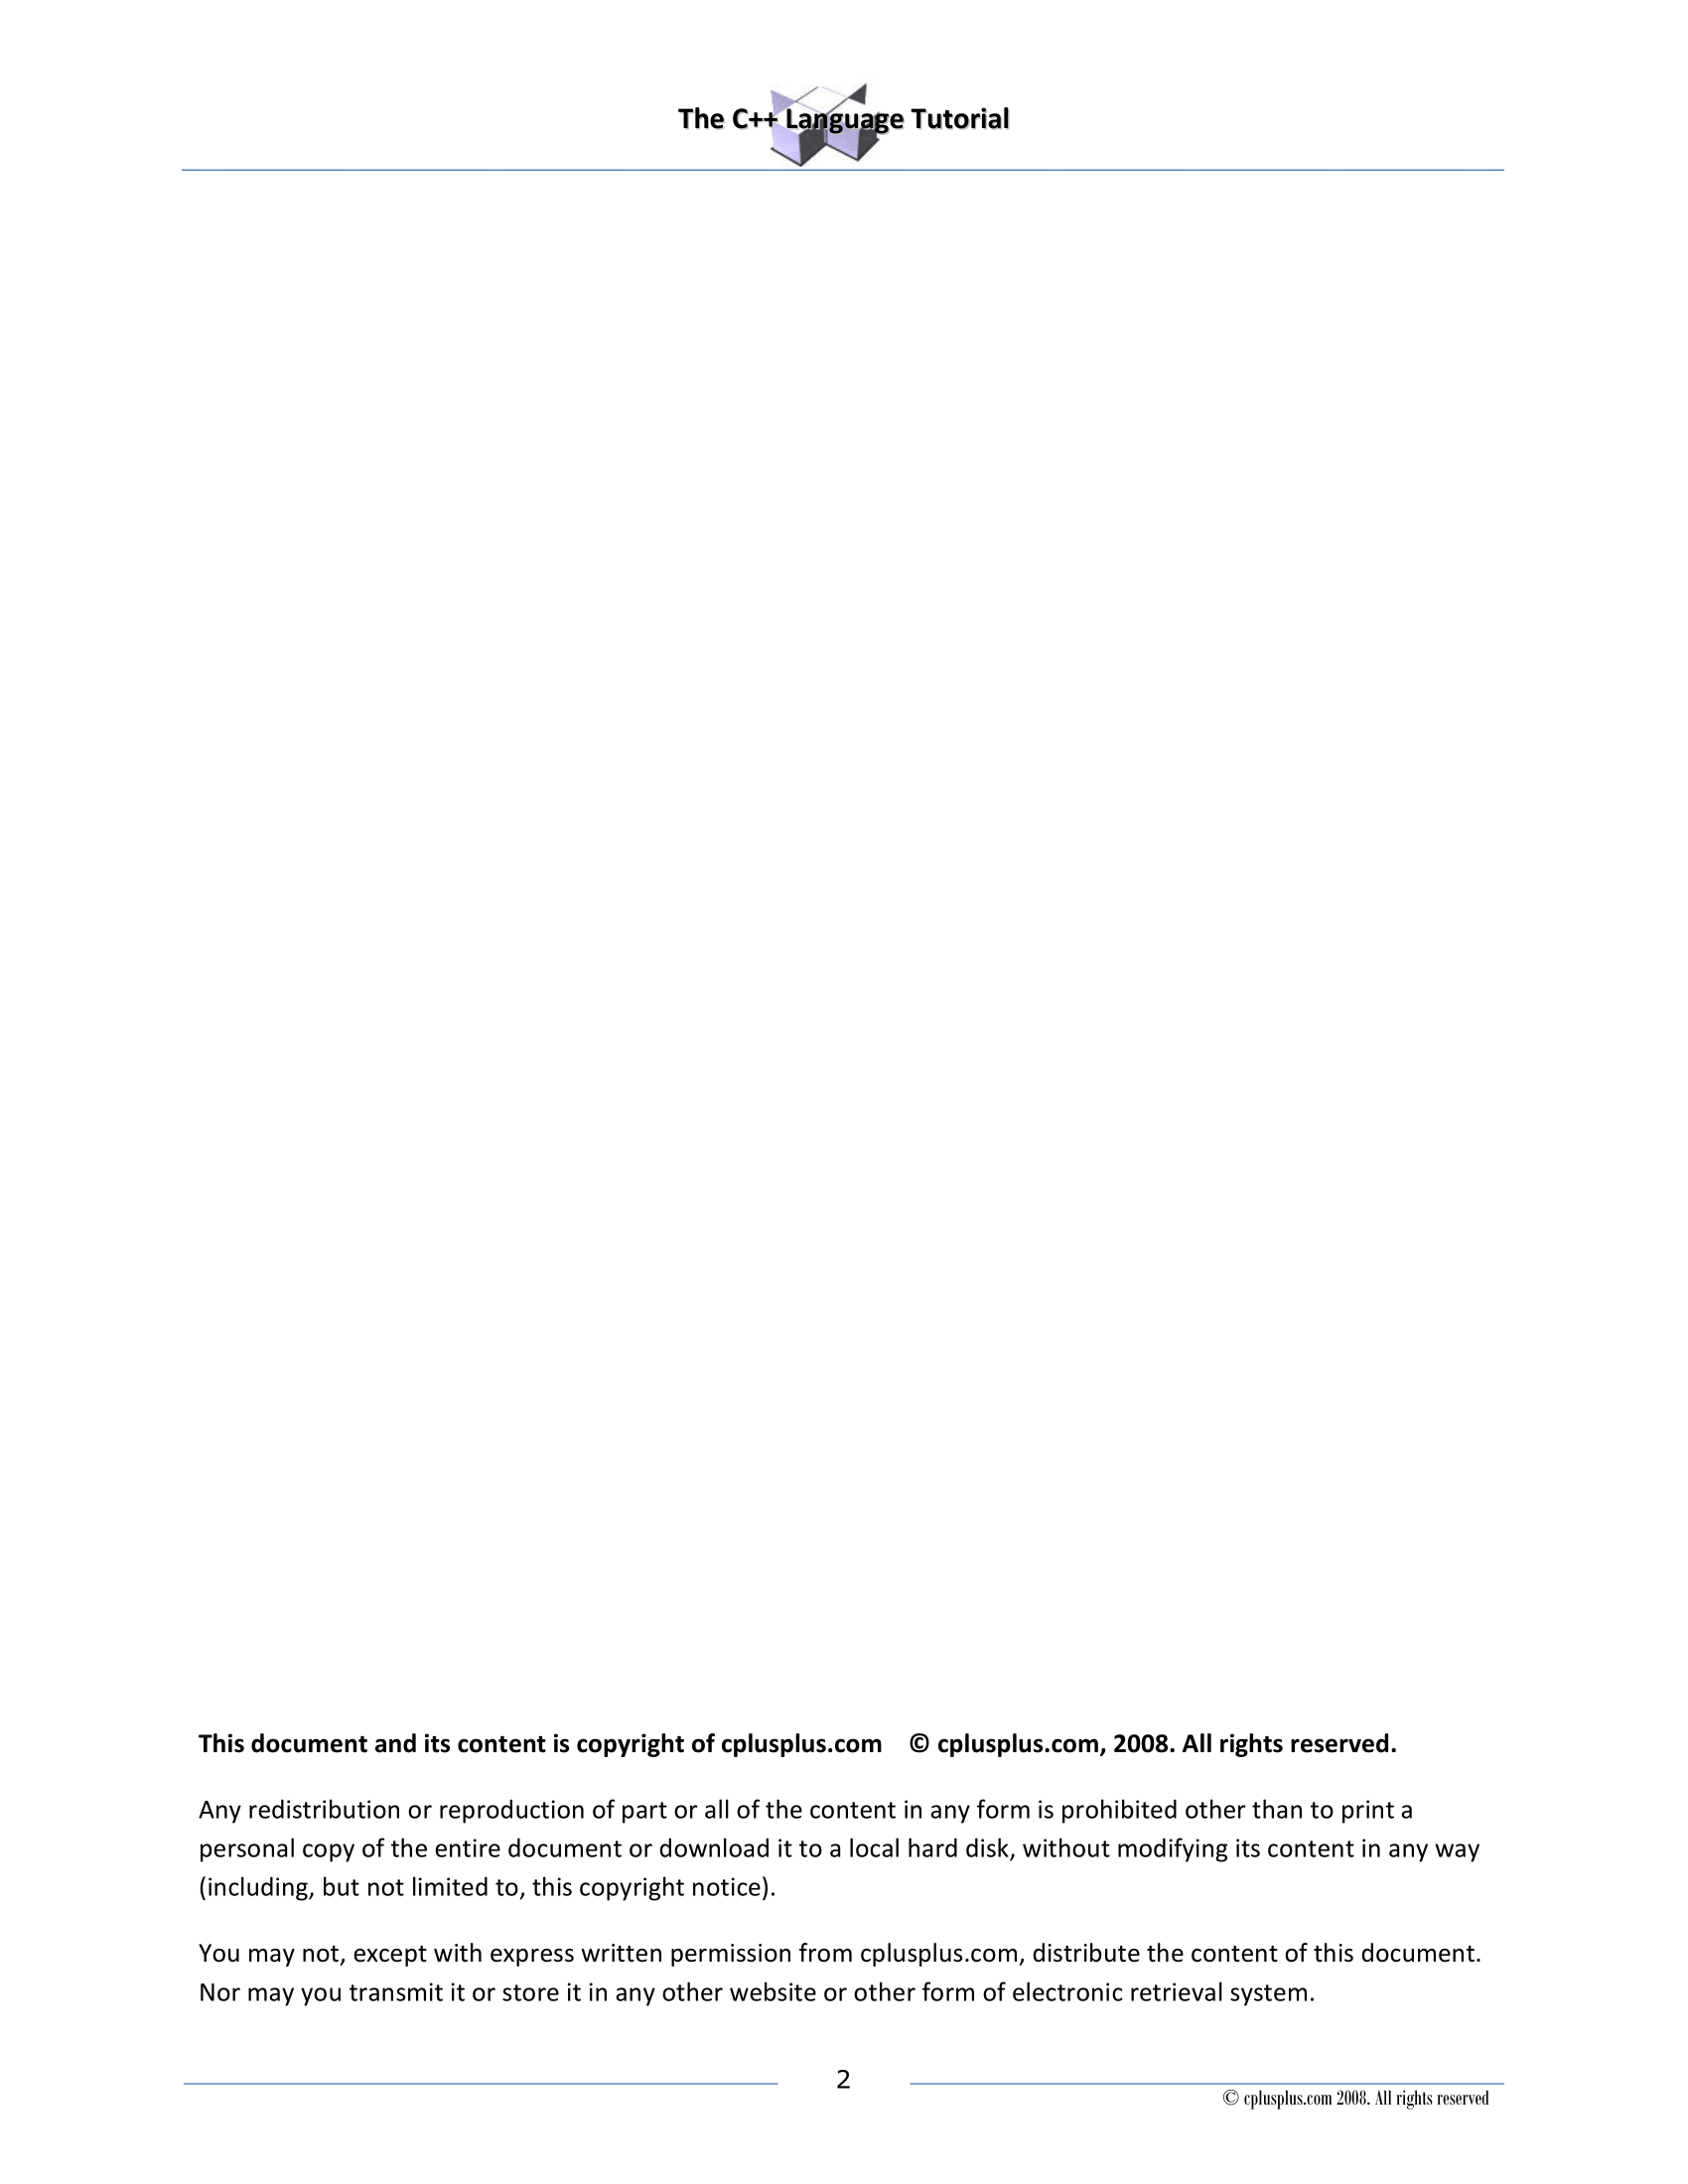 The C++ Language Tutorial
This document and its content is copyright of cplusplus.com    © cplusplus.com, 2008. All rights reserved.
Any redistribution or reproduction of part or all of the content in any form is prohibited other than to print a
personal copy of the entire document or download it to a local hard disk, without modifying its content in any way
(including, but not limited to, this copyright notice).
You may not, except with express written permission from cplusplus.com, distribute the content of this document.
Nor may you transmit it or store it in any other website or other form of electronic retrieval system.
2
© cplusplus.com 2008. All rights reserved